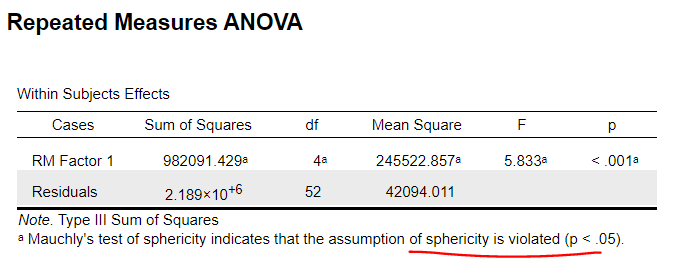 Repeated Measures ANOVA
Within Subjects Effects
Cases Sum of Squares df Mean Square F p
RM Factor 1 982091.429ᵃ 4ᵃ 245522.857ᵃ 5.833ᵃ < .001ᵃ
Residuals 2.189×10⁺⁶ 52 42094.011
Note. Type III Sum of Squares
ᵃ Mauchly's test of sphericity indicates that the assumption of sphericity is violated (p < .05).